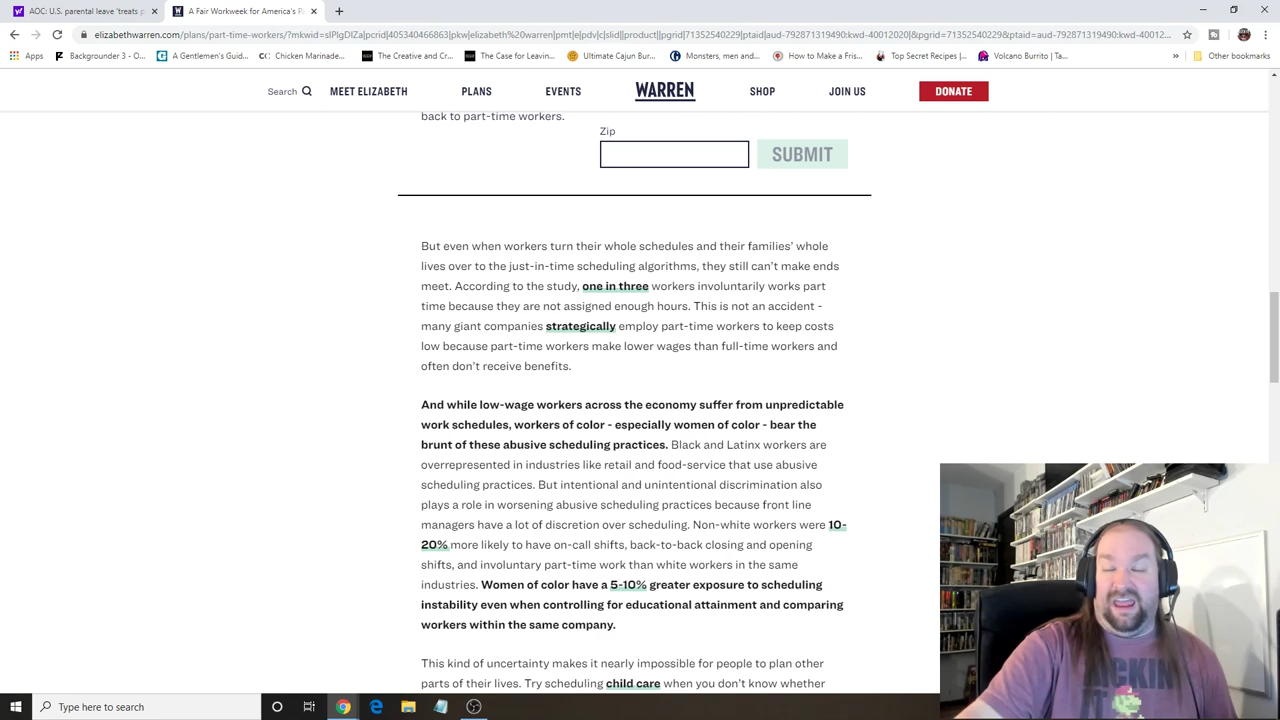 AOC: U.S. parental leave 'treats p
A Fair Workweek for America's Pa
elizabethwarren.com/plans/part-time-workers/?mkwid=sIPIgDIZa|pcrid|405340466863|pkw|elizabeth%20warren|pmt|e|pdv|c|slid||product||pgrid|71352540229|ptaid|aud-792871319490:kwd-40012020|&pgrid=71352540229&ptaid=aud-792871319490:kwd-40012...
Apps
Backgrounder 3 - O...
A Gentlemen's Guid...
Chicken Marinade...
The Creative and Cr...
The Case for Leavin...
Ultimate Cajun Bur...
Monsters, men and...
How to Make a Fris...
Top Secret Recipes |...
Volcano Burrito | Ta...
»
Other bookmarks
Search
MEET ELIZABETH
PLANS
EVENTS
WARREN
SHOP
JOIN US
DONATE
back to part-time workers.
Zip
SUBMIT
But even when workers turn their whole schedules and their families' whole
lives over to the just-in-time scheduling algorithms, they still can't make ends
meet. According to the study, one in three workers involuntarily works part
time because they are not assigned enough hours. This is not an accident -
many giant companies strategically employ part-time workers to keep costs
low because part-time workers make lower wages than full-time workers and
often don't receive benefits.
And while low-wage workers across the economy suffer from unpredictable
work schedules, workers of color - especially women of color - bear the
brunt of these abusive scheduling practices. Black and Latinx workers are
overrepresented in industries like retail and food-service that use abusive
scheduling practices. But intentional and unintentional discrimination also
plays a role in worsening abusive scheduling practices because front line
managers have a lot of discretion over scheduling. Non-white workers were 10-
20% more likely to have on-call shifts, back-to-back closing and opening
shifts, and involuntary part-time work than white workers in the same
industries. Women of color have a 5-10% greater exposure to scheduling
instability even when controlling for educational attainment and comparing
workers within the same company.
This kind of uncertainty makes it nearly impossible for people to plan other
parts of their lives. Try scheduling child care when you don't know whether
Type here to search